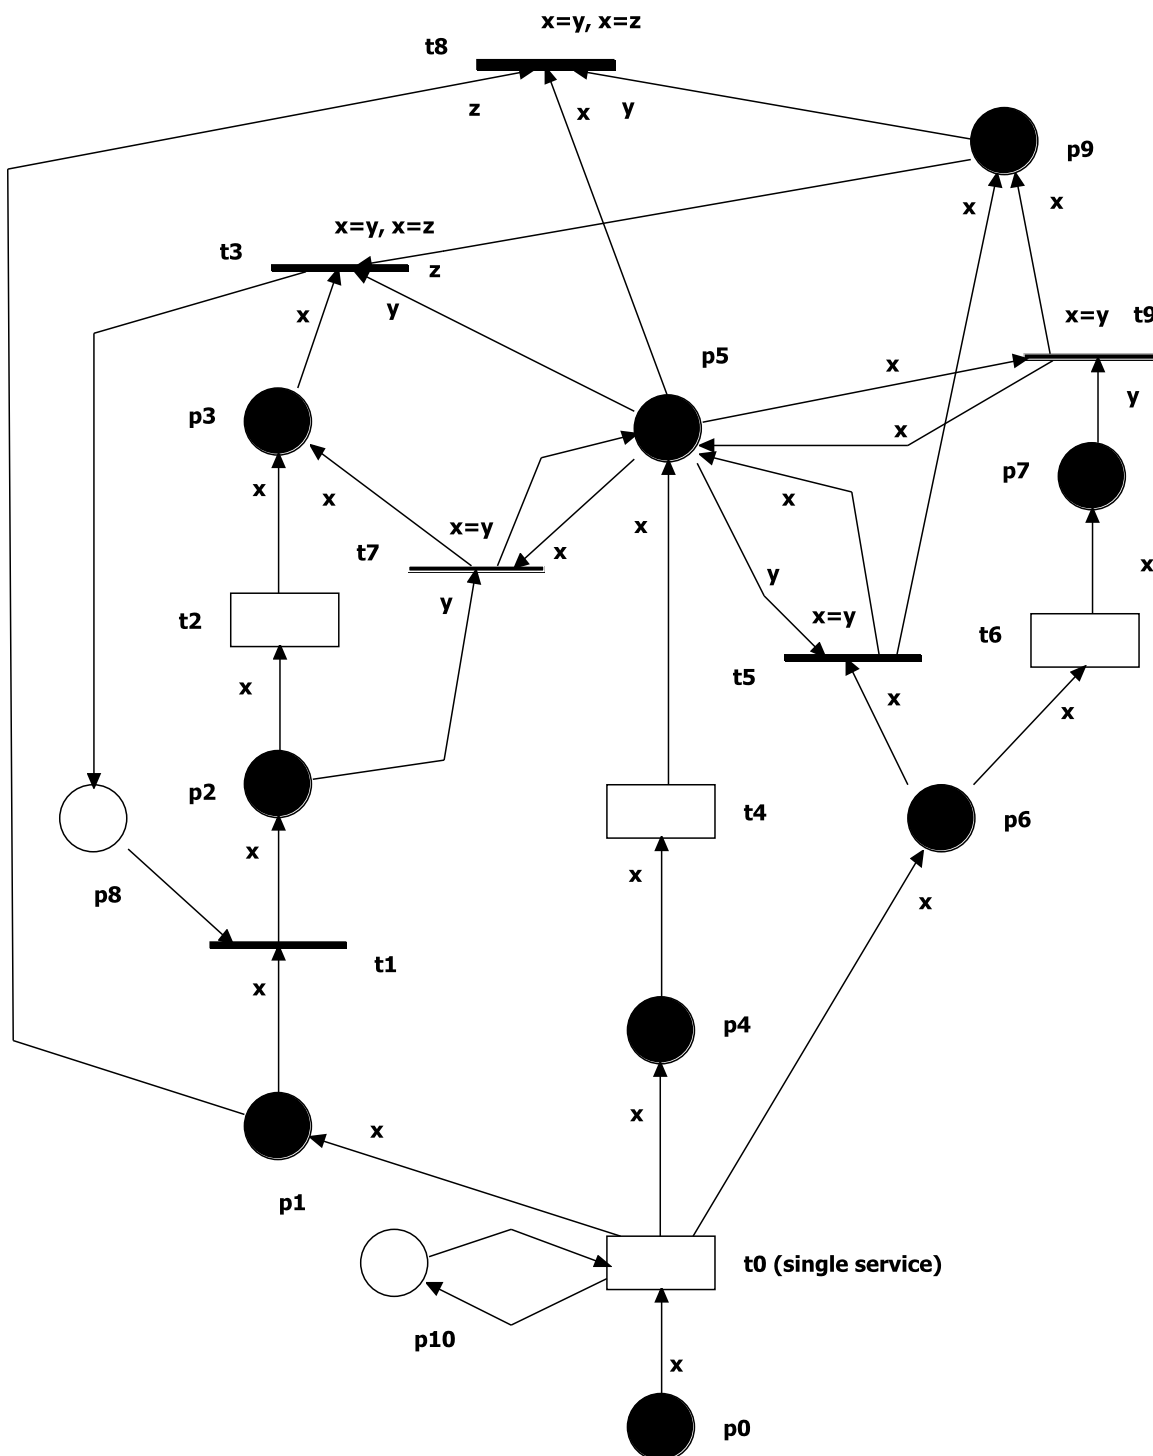 x=y, x=z
t8
z
x
y
p9
x
x
x=y, x=z
t3
z
x
y
x=y
t9
p5
x
y
p3
x
p7
x
x
x
x=y
t7
x
x
x
y
y
x=y
t2
t6
t5
x
x
x
p2
p8
x
t4
x
p6
x
t1
x
p4
x
x
p1
t0 (single service)
p10
x
p0